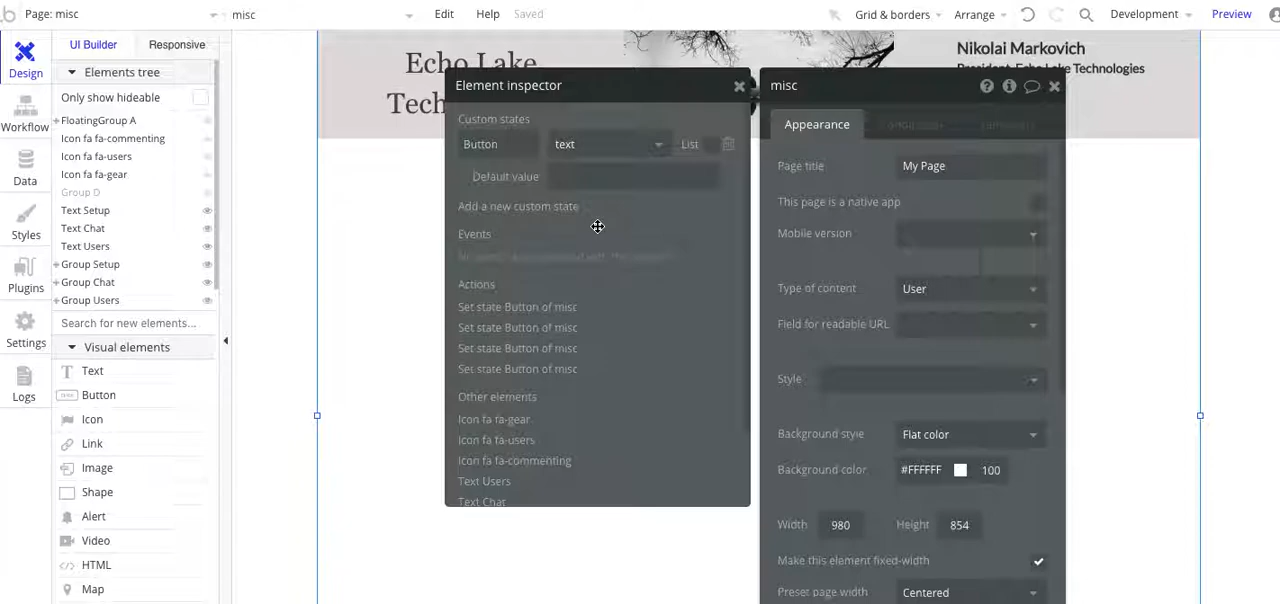 Page: misc
misc
Edit
Help
Saved
Grid & borders
Arrange
Development
Preview
Design
Workflow
Data
Styles
Plugins
Settings
Logs
UI Builder
Responsive
Elements tree
Only show hideable
FloatingGroup A
Icon fa fa-commenting
Icon fa fa-users
Icon fa fa-gear
Group D
Text Setup
Text Chat
Text Users
Group Setup
Group Chat
Group Users
Search for new elements...
Visual elements
Text
Button
Icon
Link
Image
Shape
Alert
Video
HTML
Map
Echo Lake
Tech
Nikolai Markovich
President, Echo Lake Technologies
Element inspector
Custom states
Button
text
List
Default value
Add a new custom state
Events
Actions
Set state Button of misc
Set state Button of misc
Set state Button of misc
Set state Button of misc
Other elements
Icon fa fa-gear
Icon fa fa-users
Icon fa fa-commenting
Text Users
Text Chat
misc
Appearance
Page title
My Page
This page is a native app
Mobile version
Type of content
User
Field for readable URL
Style
Background style
Flat color
Background color
#FFFFFF
100
Width
980
Height
854
Make this element fixed-width
Preset page width
Centered